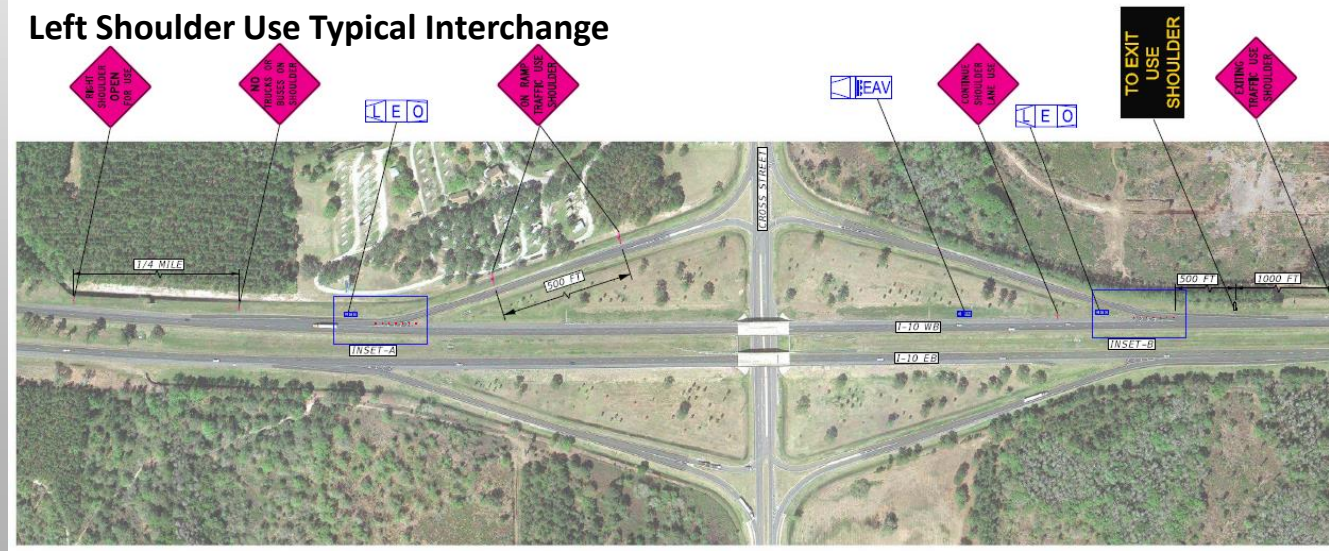 Left Shoulder Use Typical Interchange
RIGHT
SHOULDER
OPEN
FOR USE
NO
TRUCKS OR
BUSES ON
SHOULDER
LEO
ON RAMP
TRAFFIC USE
SHOULDER
EAV
CONTINUE
SHOULDER
LANE USE
LEO
TO EXIT
USE
SHOULDER
EXITING
TRAFFIC USE
SHOULDER
CROSS STREET
1/4 MILE
500 FT
500 FT
1000 FT
I-10 WB
INSET-A
INSET-B
I-10 EB